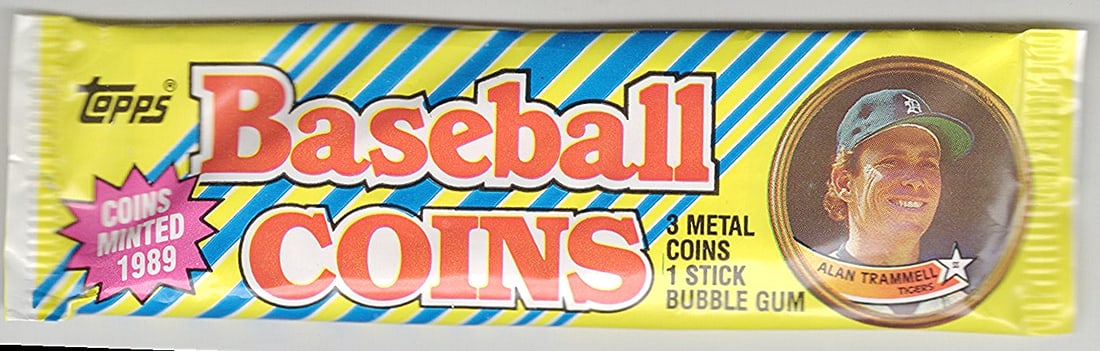 TOPPS®
Baseball
COINS
COINS
MINTED
1989
3 METAL
COINS
1 STICK
BUBBLE GUM
D
ALAN TRAMMELL
TIGERS